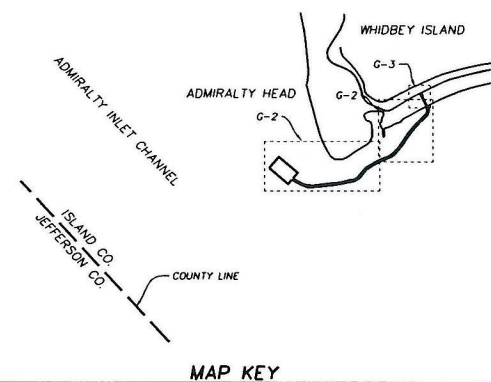 WHIDBEY ISLAND
G-3
ADMIRALTY INLET CHANNEL
ADMIRALTY HEAD
G-2
G-2
ISLAND CO.
JEFFERSON CO.
COUNTY LINE
MAP KEY